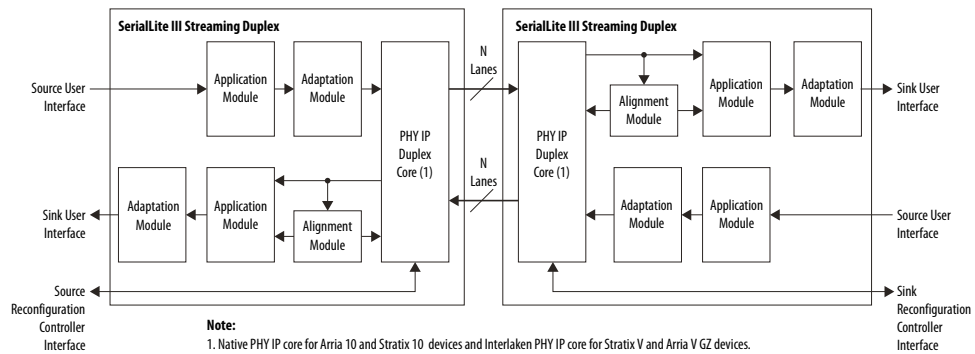 SerialLite III Streaming Duplex
SerialLite III Streaming Duplex
Source User
Interface
Application
Module
Adaptation
Module
PHY IP
Duplex
Core (1)
N
Lanes
PHY IP
Duplex
Core (1)
Alignment
Module
Application
Module
Adaptation
Module
Sink User
Interface
Sink User
Interface
Adaptation
Module
Application
Module
Alignment
Module
N
Lanes
Adaptation
Module
Application
Module
Source User
Interface
Source
Reconfiguration
Controller
Interface
Sink
Reconfiguration
Controller
Interface
Note:
1. Native PHY IP core for Arria 10 and Stratix 10 devices and Interlaken PHY IP core for Stratix V and Arria V GZ devices.